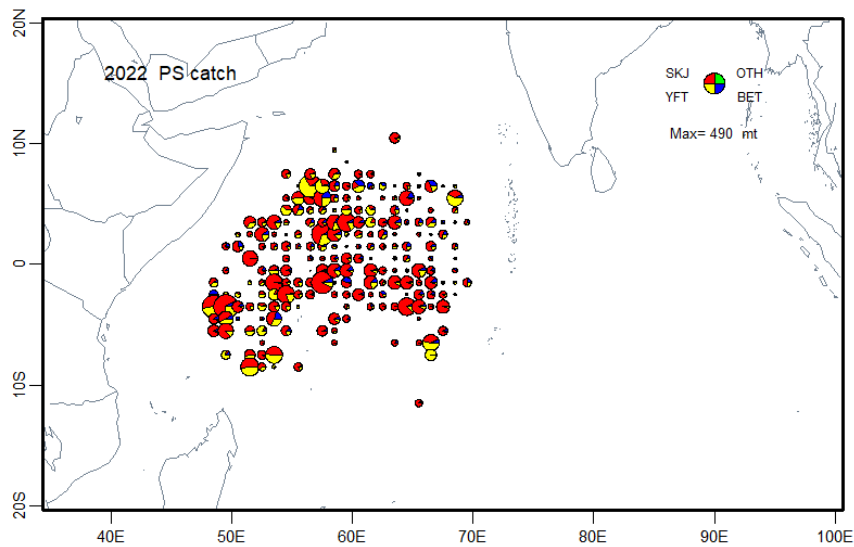 20N
2022 PS catch
SKJ OTH
YFT BET
Max= 490 mt
10N
0
10S
20S
40E 50E 60E 70E 80E 90E 100E